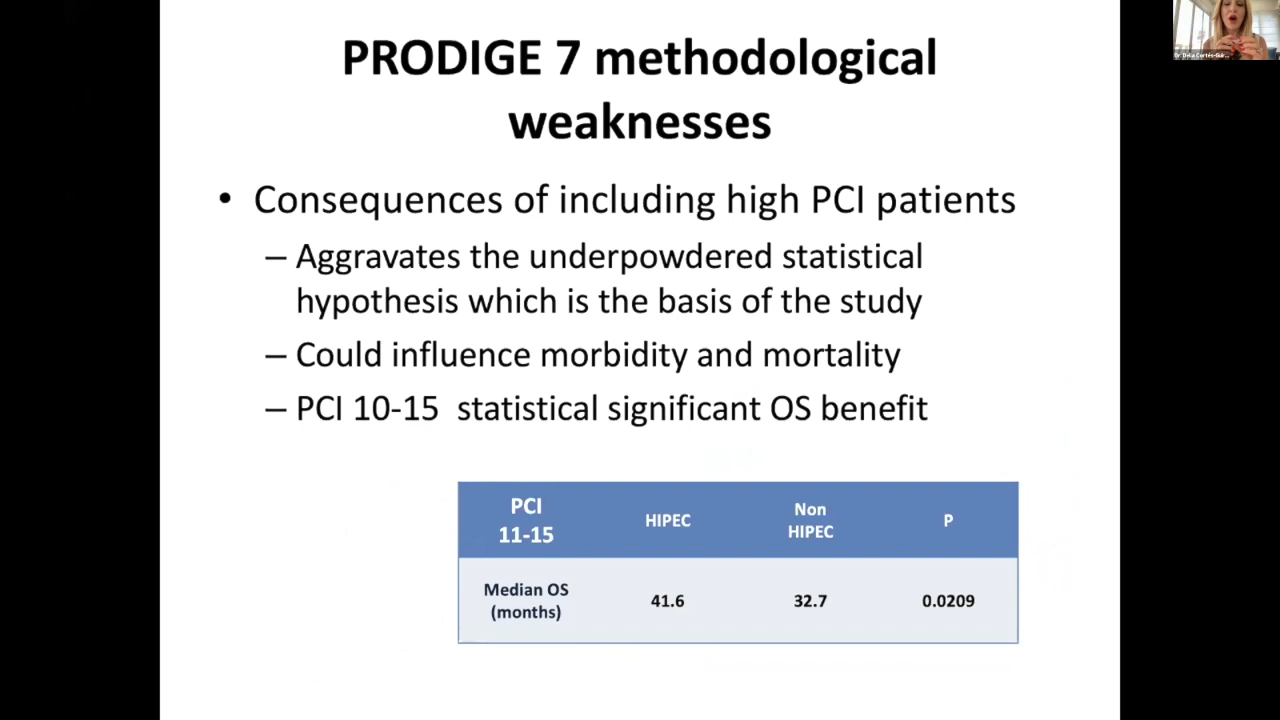 PRODIGE 7 methodological
weaknesses
• Consequences of including high PCI patients
– Aggravates the underpowdered statistical
hypothesis which is the basis of the study
– Could influence morbidity and mortality
– PCI 10-15 statistical significant OS benefit
PCI
11-15
HIPEC
Non
HIPEC
P
Median OS
(months)
41.6
32.7
0.0209